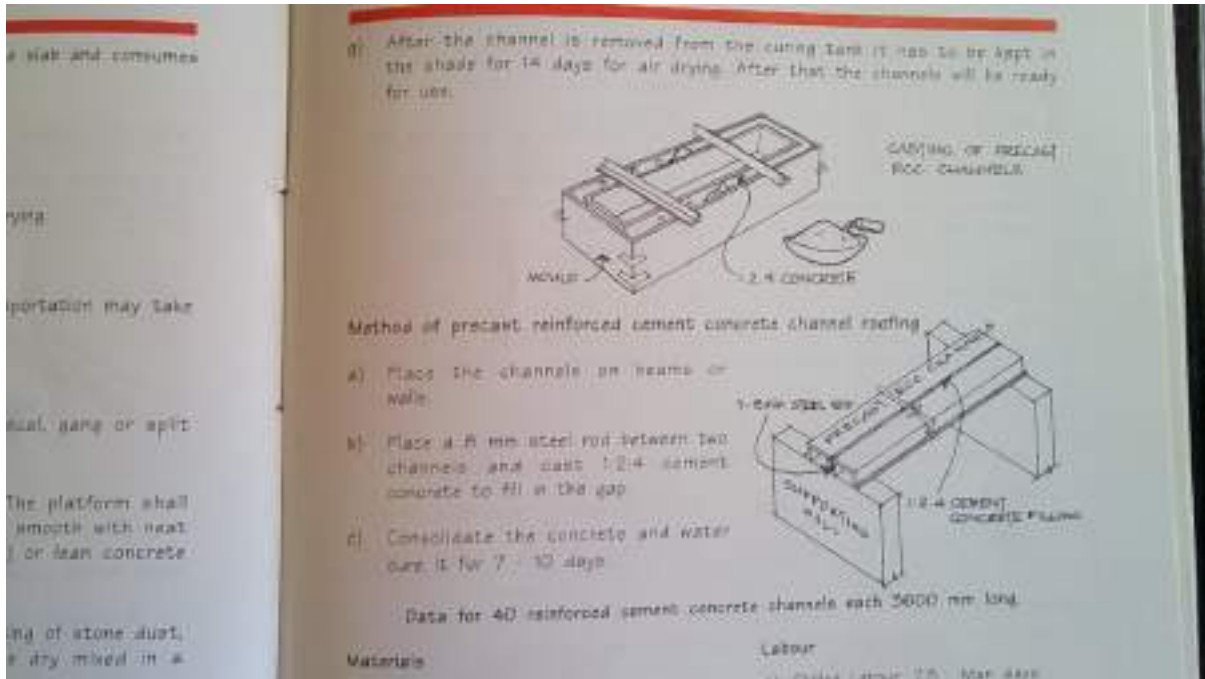 slab and consumes
rying
portation may take
gang or split
The platform shall
smooth with neat
or lean concrete
ing of stone dust,
dry mixed in a
g) After the channel is removed from the curing tank it has to be kept in
the shade for 14 days for air drying. After that the channels will be ready
for use.
CASTING OF PRECAST
RCC CHANNELS
MOULD
1:2:4 CONCRETE
Method of precast reinforced cement concrete channel roofing
a) Place the channels on beams or
walls.
b) Place a 8 mm steel rod between two
channels and cast 1:2:4 cement
concrete to fill in the gap.
c) Consolidate the concrete and water
cure it for 7 - 10 days.
PRECAST RCC CHANNEL
STEEL
SUPPORTING
WALL
1:2:4 CEMENT
CONCRETE FILLING
Data for 40 reinforced cement concrete channels each 3600 mm long.
Materials
Labour